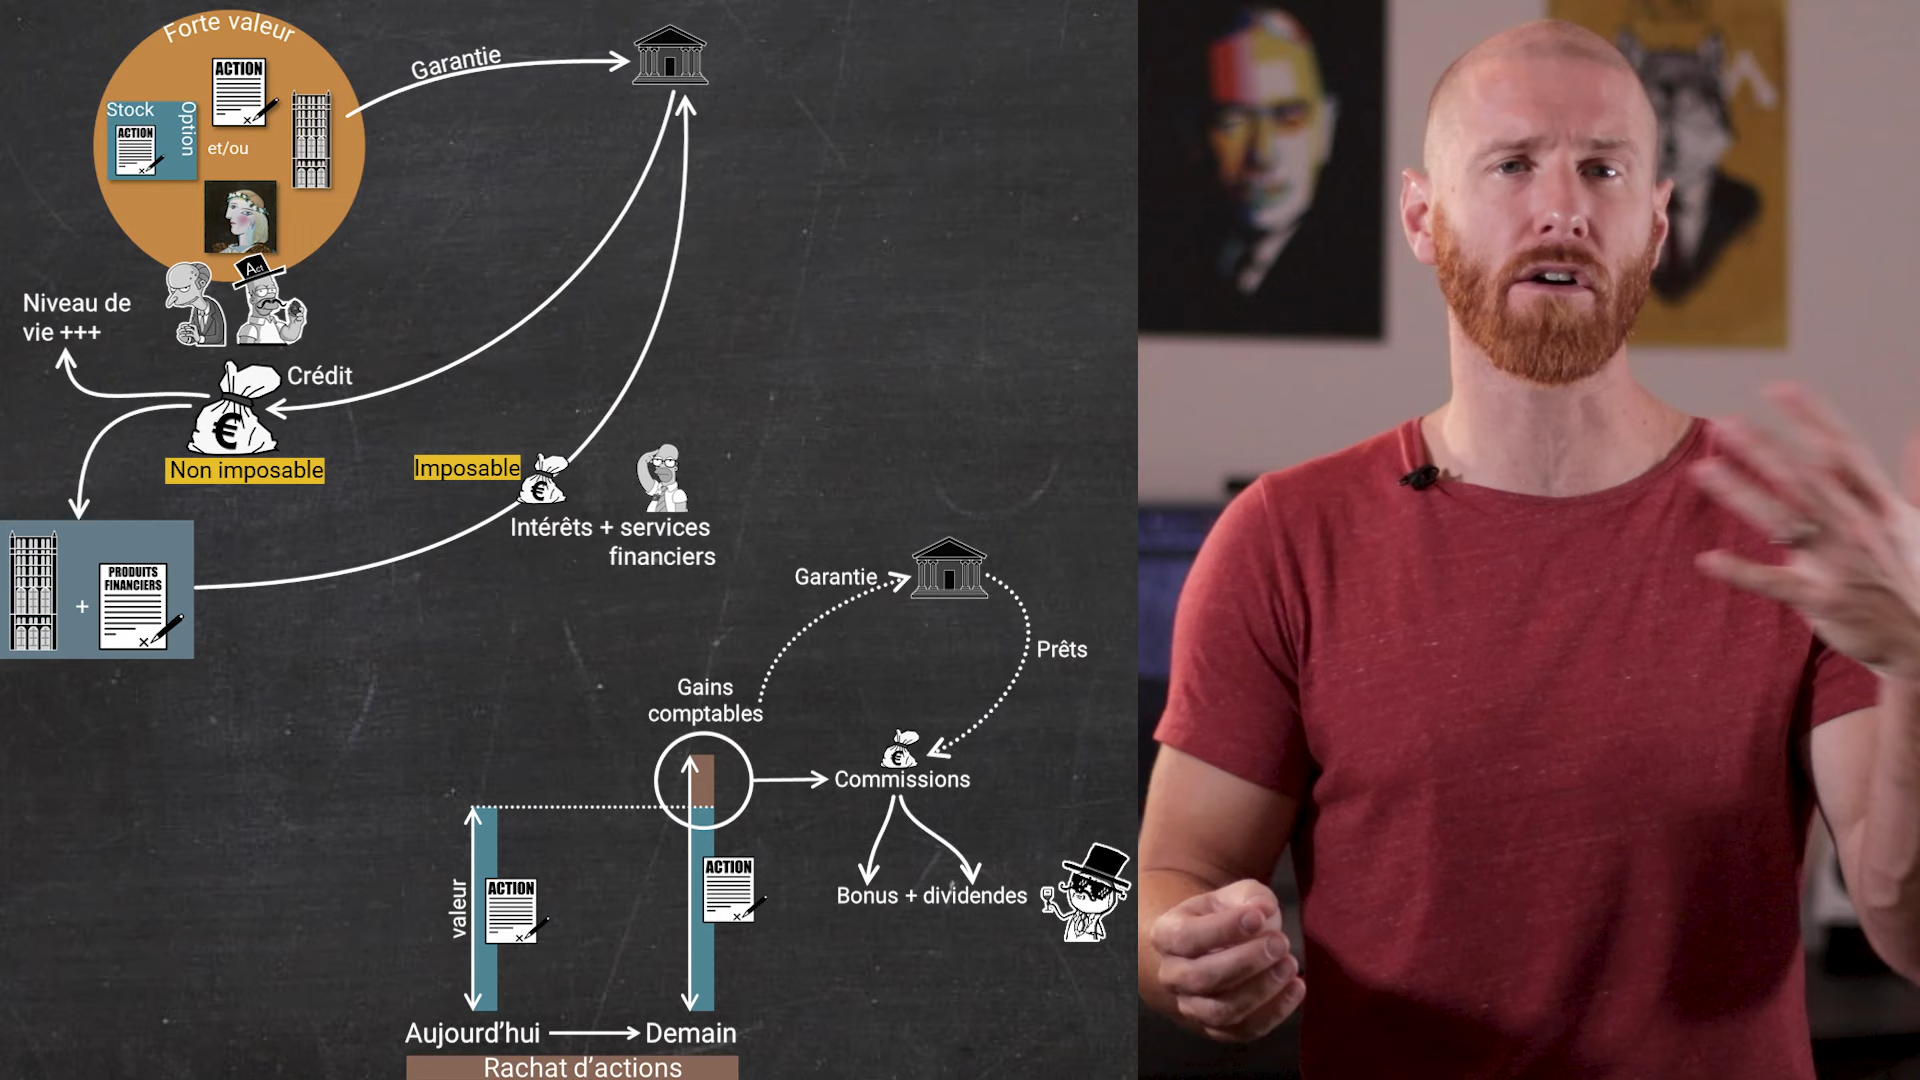 Forte valeur
ACTION
Stock
Option
ACTION
et/ou
Garantie
Act
Niveau de
vie +++
Crédit
€
Non imposable
Imposable
€
Intérêts + services
financiers
PRODUITS
FINANCIERS
+
Garantie
Prêts
Gains
comptables
€
Commissions
Bonus + dividendes
valeur
ACTION
ACTION
Aujourd'hui
Demain
Rachat d'actions